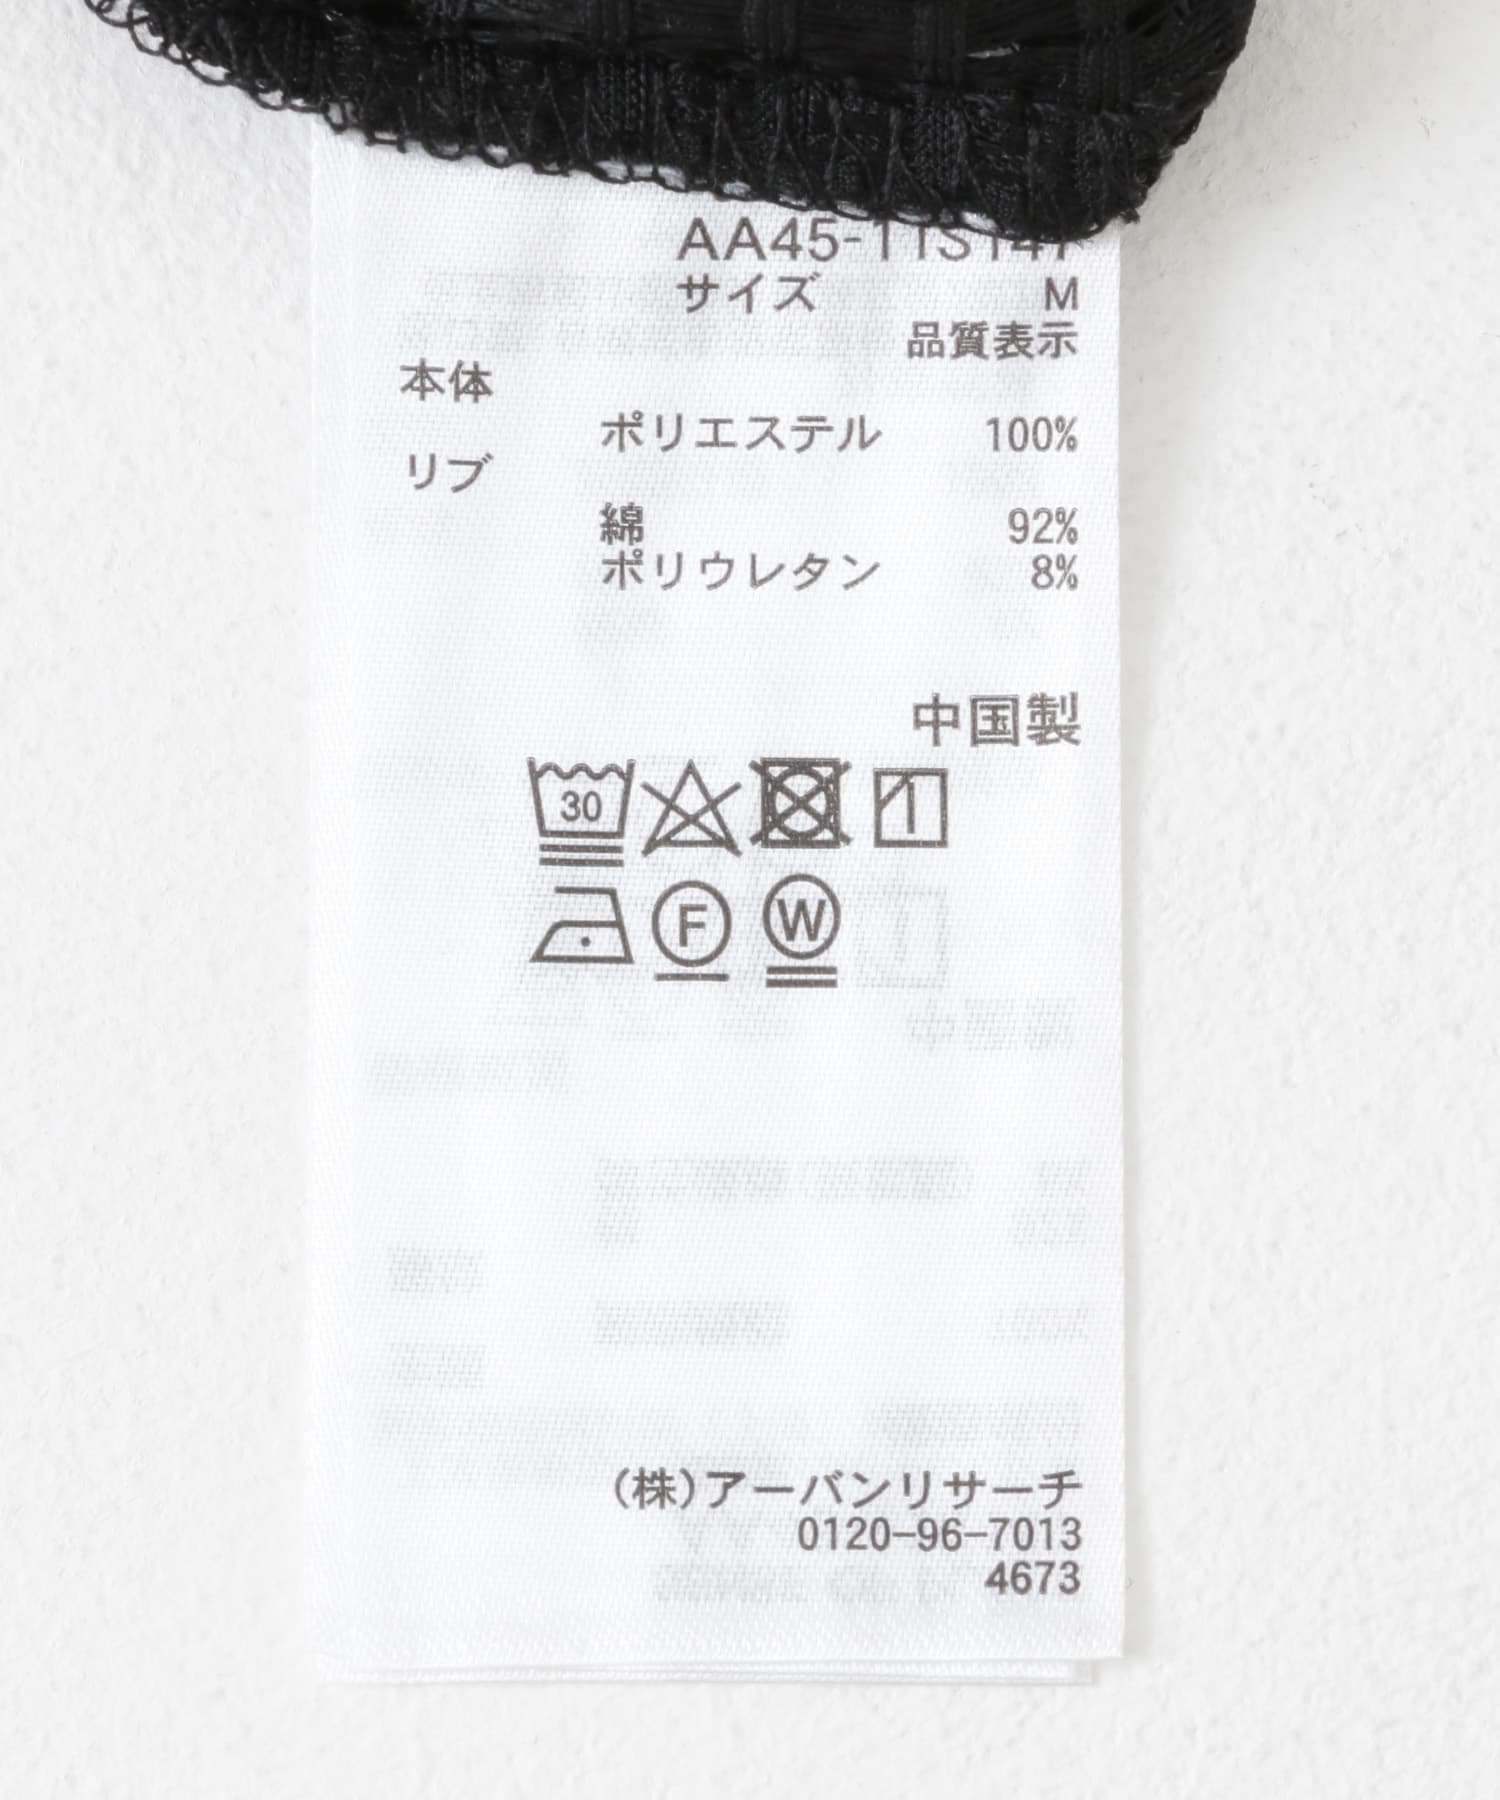 AA45-11S147
サイズ M
品質表示
本体
ポリエステル 100%
リブ
綿 92%
ポリウレタン 8%
中国製
30
F W
(株)アーバンリサーチ
0120-96-7013
4673